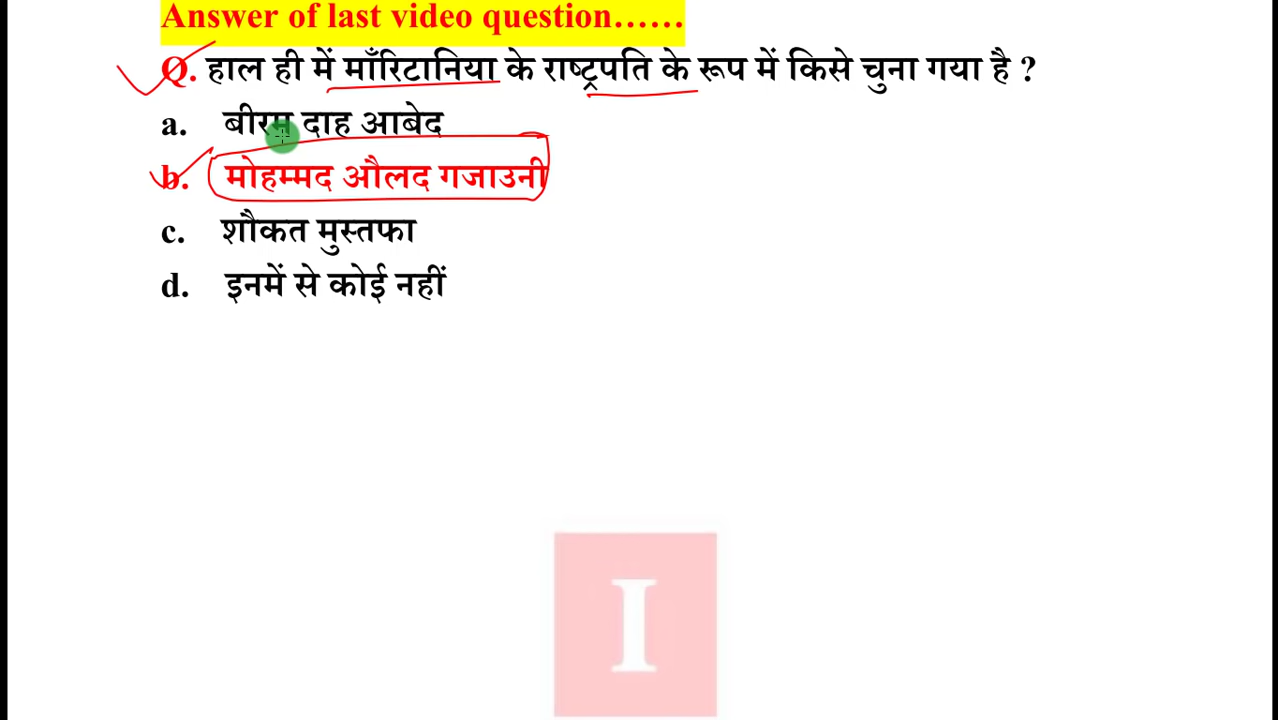 Answer of last video question……
Q. हाल ही में मॉंरिटानिया के राष्ट्रपति के रूप में किसे चुना गया है ?
a. बीरम दाह आबेद
b. मोहम्मद औलद गजाउनी
c. शौकत मुस्तफा
d. इनमें से कोई नहीं
I